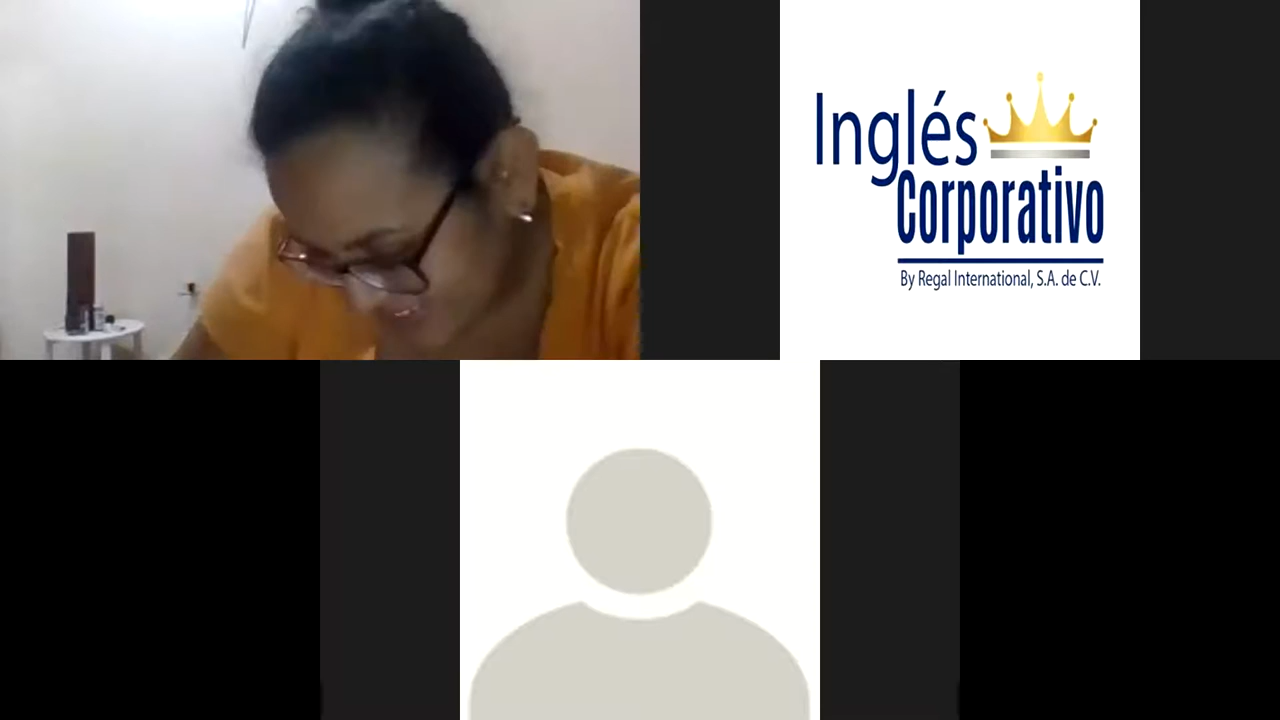 Inglés
Corporativo
By Regal International, S.A. de C.V.